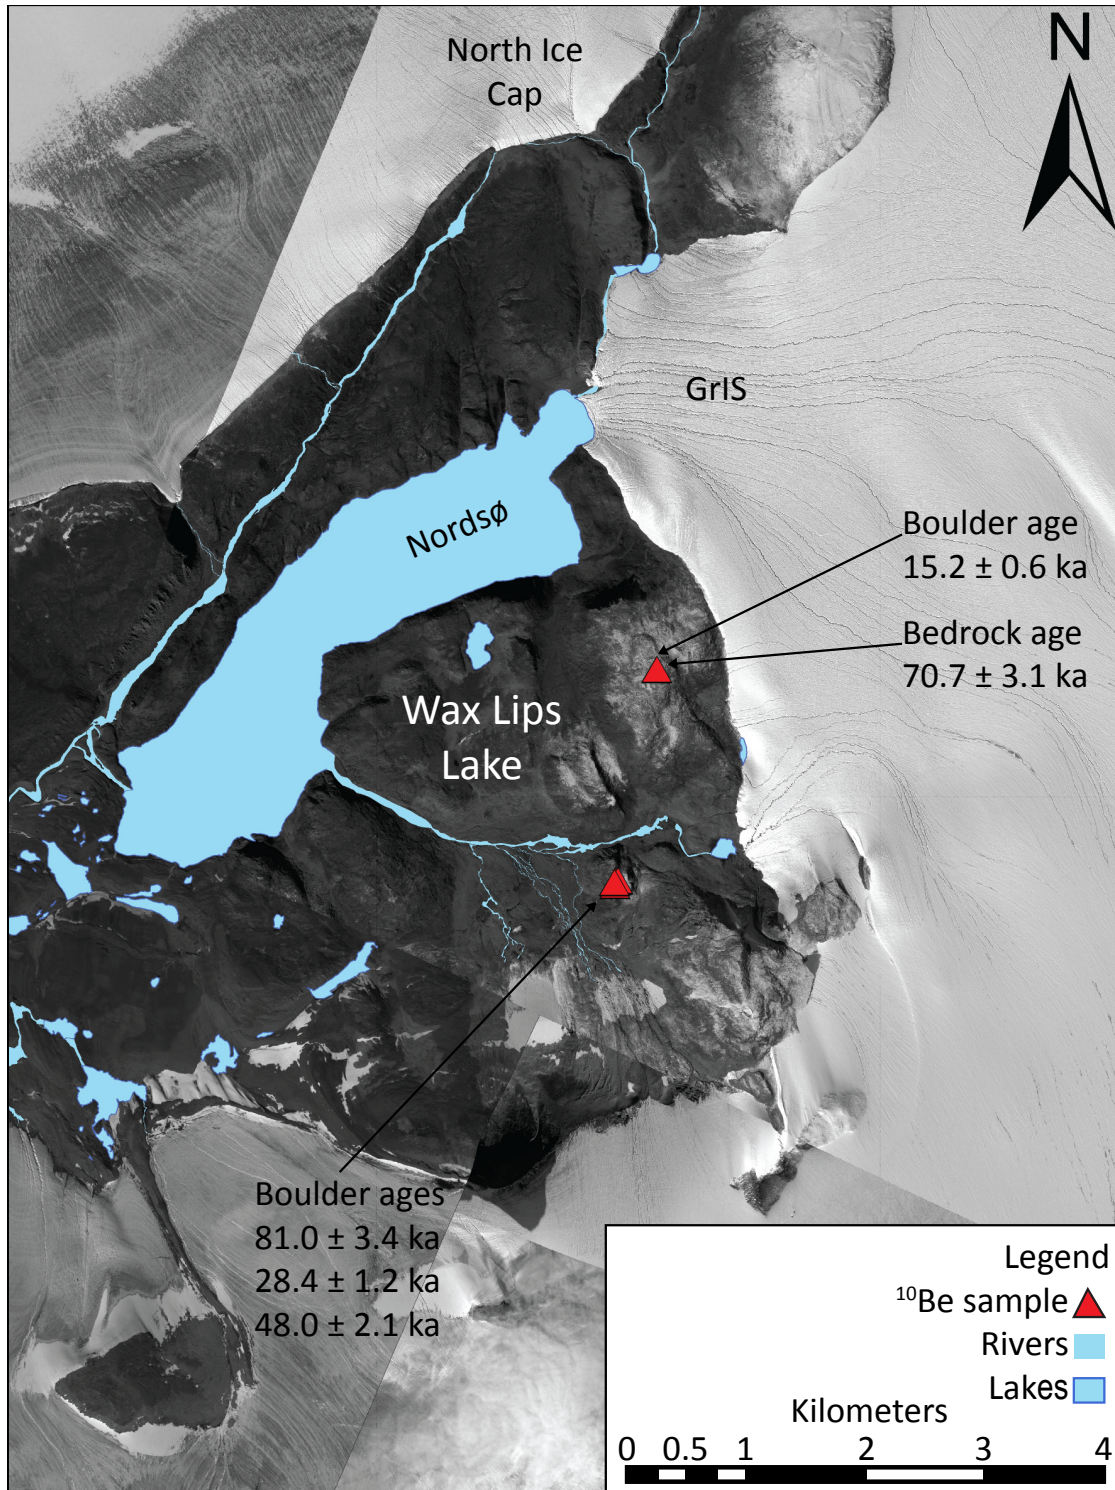 North Ice
Cap
N
GrIS
Nordsø
Boulder age
15.2 ± 0.6 ka
Bedrock age
70.7 ± 3.1 ka
Wax Lips
Lake
Boulder ages
81.0 ± 3.4 ka
28.4 ± 1.2 ka
48.0 ± 2.1 ka
Legend
¹⁰Be sample
Rivers
Lakes
Kilometers
0 0.5 1 2 3 4